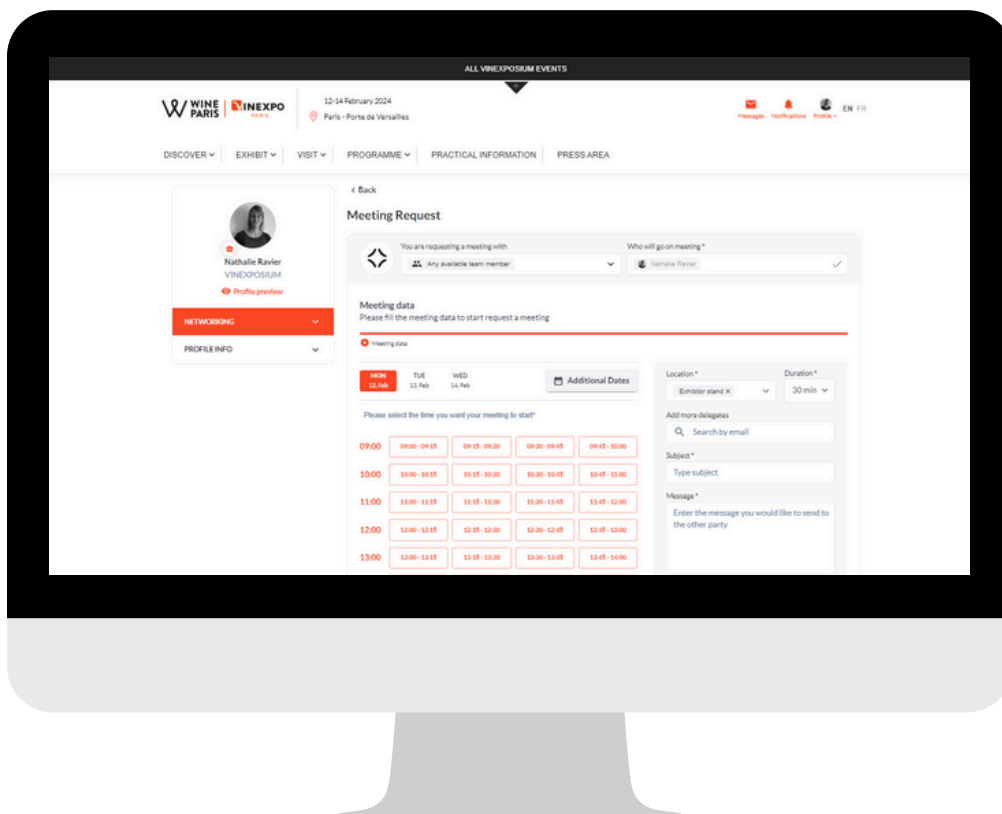 ALL VINEXPOSIUM EVENTS
WINE PARIS
VINEXPO PARIS
12-14 February 2024
Paris - Porte de Versailles
Messages Notifications Profile EN FR
DISCOVER EXHIBIT VISIT PROGRAMME PRACTICAL INFORMATION PRESS AREA
Nathalie Ravier
VINEXPOSIUM
Profile preview
NETWORKING
PROFILE INFO
< Back
Meeting Request
You are requesting a meeting with
Any available team member
Who will go on meeting *
Nathalie Ravier
Meeting data
Please fill the meeting data to start request a meeting
Meeting data
MON TUE WED
12, Feb 13, Feb 14, Feb
Additional Dates
Please select the time you want your meeting to start*
09:00 09:00 - 09:15 09:15 - 09:30 09:30 - 09:45 09:45 - 10:00
10:00 10:00 - 10:15 10:15 - 10:30 10:30 - 10:45 10:45 - 11:00
11:00 11:00 - 11:15 11:15 - 11:30 11:30 - 11:45 11:45 - 12:00
12:00 12:00 - 12:15 12:15 - 12:30 12:30 - 12:45 12:45 - 13:00
13:00 13:00 - 13:15 13:15 - 13:30 13:30 - 13:45 13:45 - 14:00
Location * Duration *
Exhibitor stand × 30 min
Add more delegates
Search by email
Subject *
Type subject
Message *
Enter the message you would like to send to
the other party